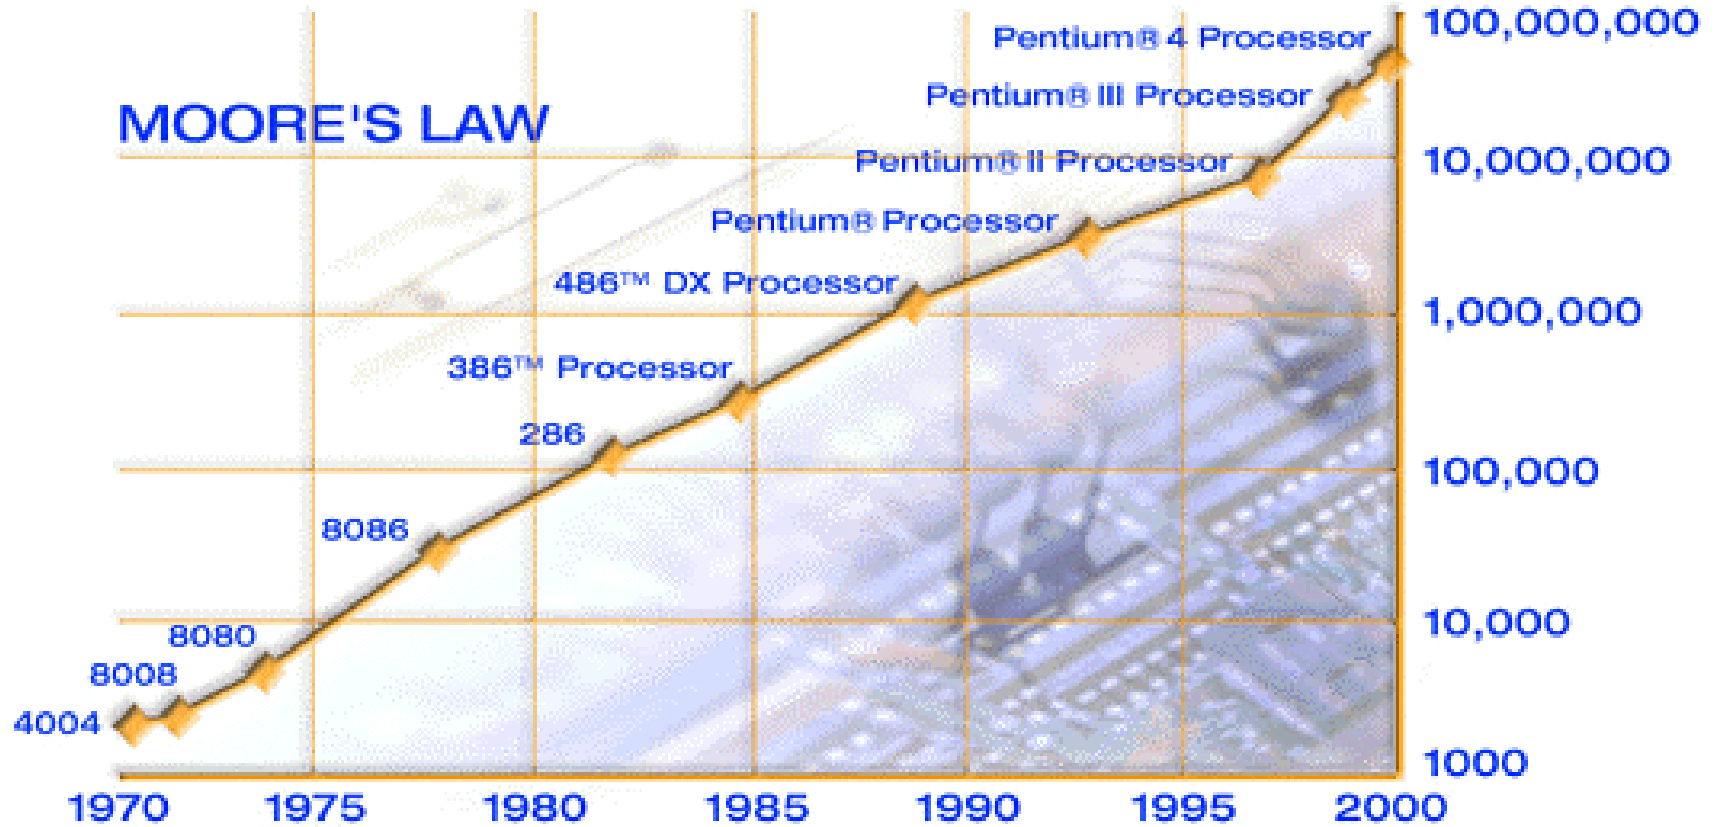 Pentium® 4 Processor
100,000,000
Pentium® III Processor
MOORE'S LAW
Pentium® II Processor
10,000,000
Pentium® Processor
486™ DX Processor
1,000,000
386™ Processor
286
100,000
8086
10,000
8080
8008
4004
1000
1970 1975 1980 1985 1990 1995 2000